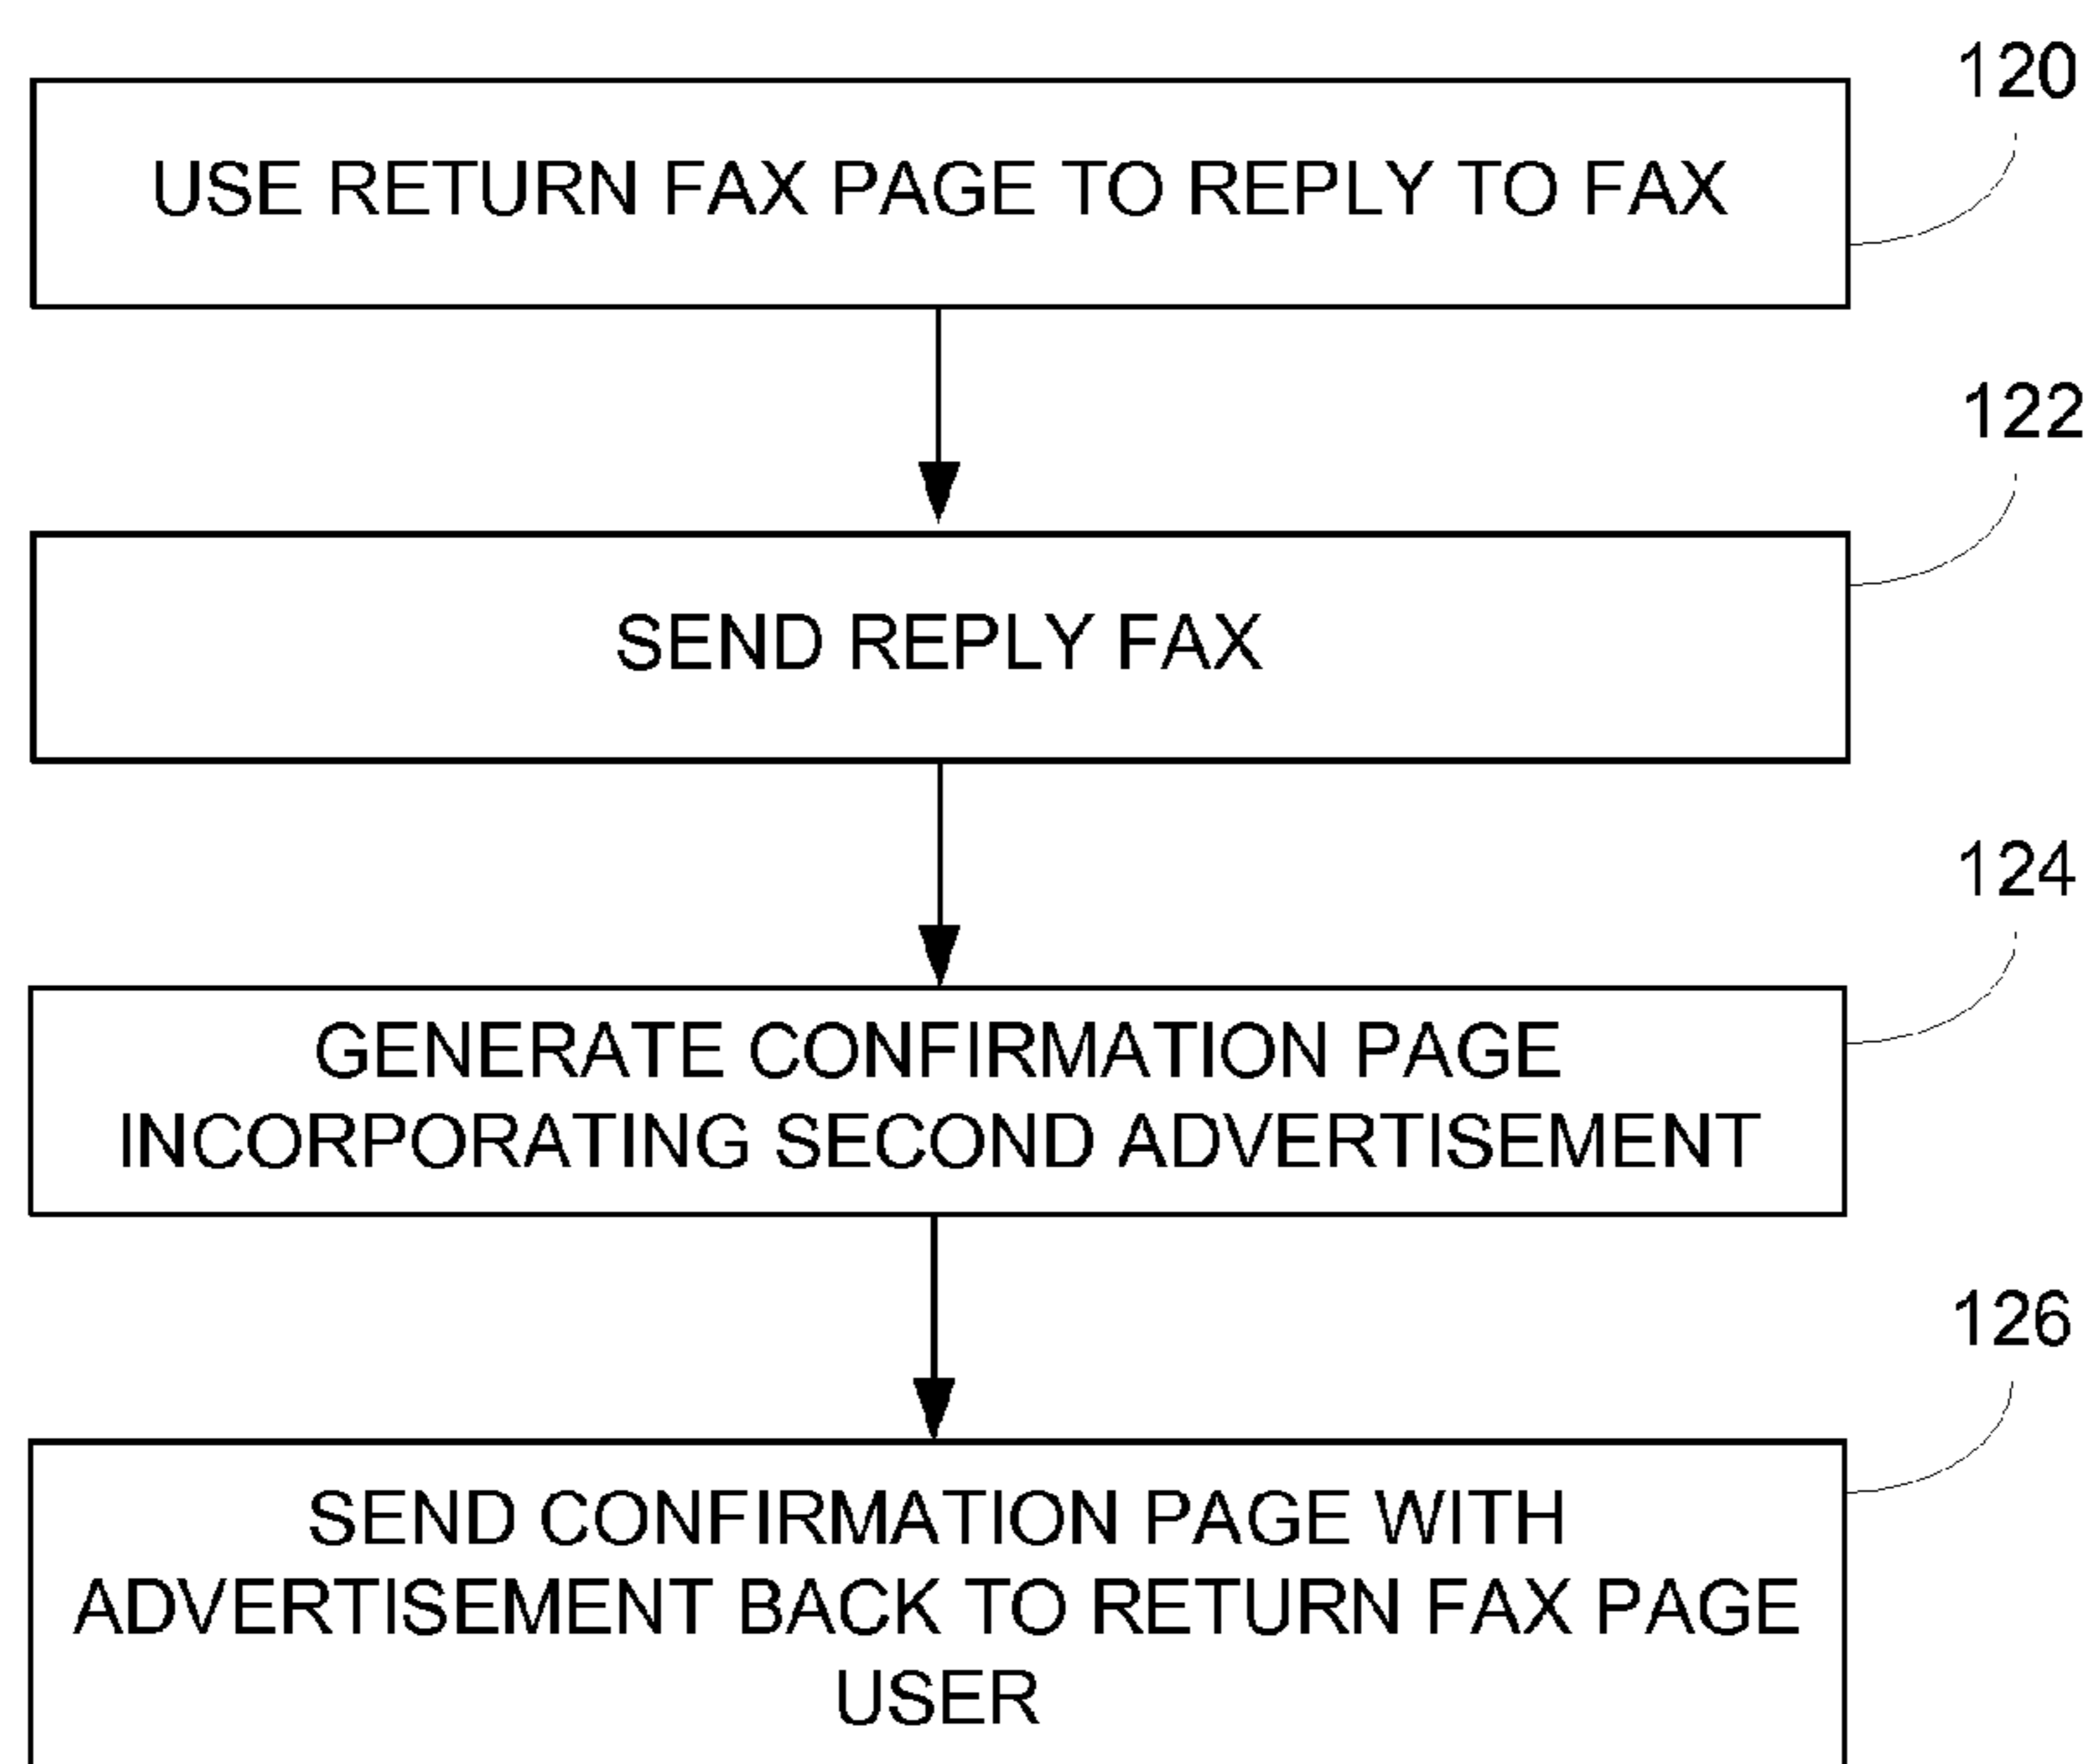 120
USE RETURN FAX PAGE TO REPLY TO FAX
122
SEND REPLY FAX
124
GENERATE CONFIRMATION PAGE
INCORPORATING SECOND ADVERTISEMENT
126
SEND CONFIRMATION PAGE WITH
ADVERTISEMENT BACK TO RETURN FAX PAGE
USER